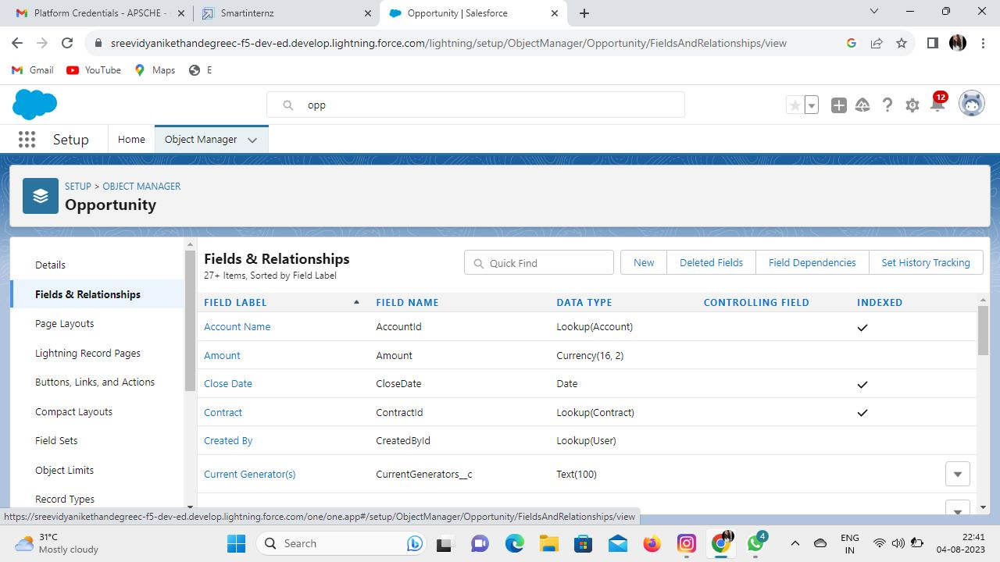 Platform Credentials - APSCHE -
Smartinternz
Opportunity | Salesforce
sreevidyanikethandegreec-f5-dev-ed.develop.lightning.force.com/lightning/setup/ObjectManager/Opportunity/FieldsAndRelationships/view
Gmail YouTube Maps E
opp
12
Setup Home Object Manager
SETUP > OBJECT MANAGER
Opportunity
Details
Fields & Relationships
Page Layouts
Lightning Record Pages
Buttons, Links, and Actions
Compact Layouts
Field Sets
Object Limits
Record Types
Fields & Relationships
27+ Items, Sorted by Field Label
Quick Find New Deleted Fields Field Dependencies Set History Tracking
FIELD LABEL FIELD NAME DATA TYPE CONTROLLING FIELD INDEXED
Account Name AccountId Lookup(Account)
Amount Amount Currency(16, 2)
Close Date CloseDate Date
Contract ContractId Lookup(Contract)
Created By CreatedById Lookup(User)
Current Generator(s) CurrentGenerators__c Text(100)
https://sreevidyanikethandegreec-f5-dev-ed.develop.lightning.force.com/one/one.app#/setup/ObjectManager/Opportunity/FieldsAndRelationships/view
31°C
Mostly cloudy
Search
4
ENG
IN
22:41
04-08-2023